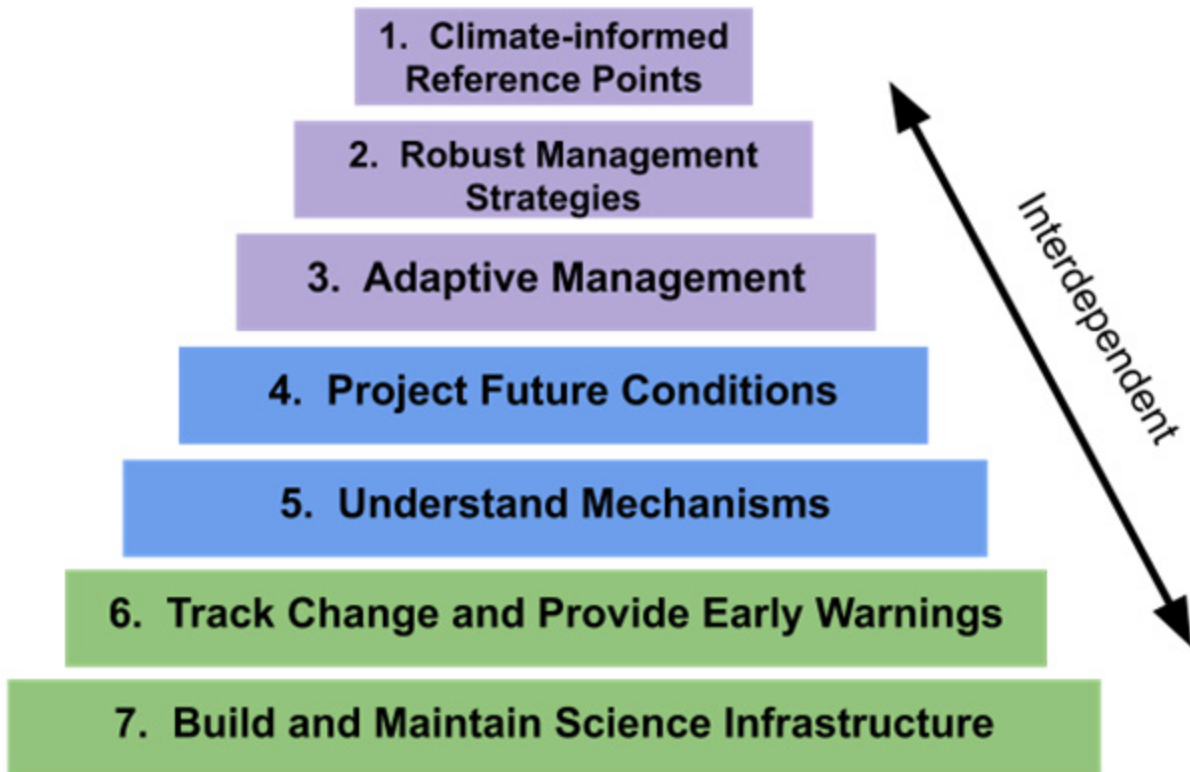 1. Climate-informed
Reference Points
2. Robust Management
Strategies
3. Adaptive Management
4. Project Future Conditions
5. Understand Mechanisms
6. Track Change and Provide Early Warnings
7. Build and Maintain Science Infrastructure
Interdependent